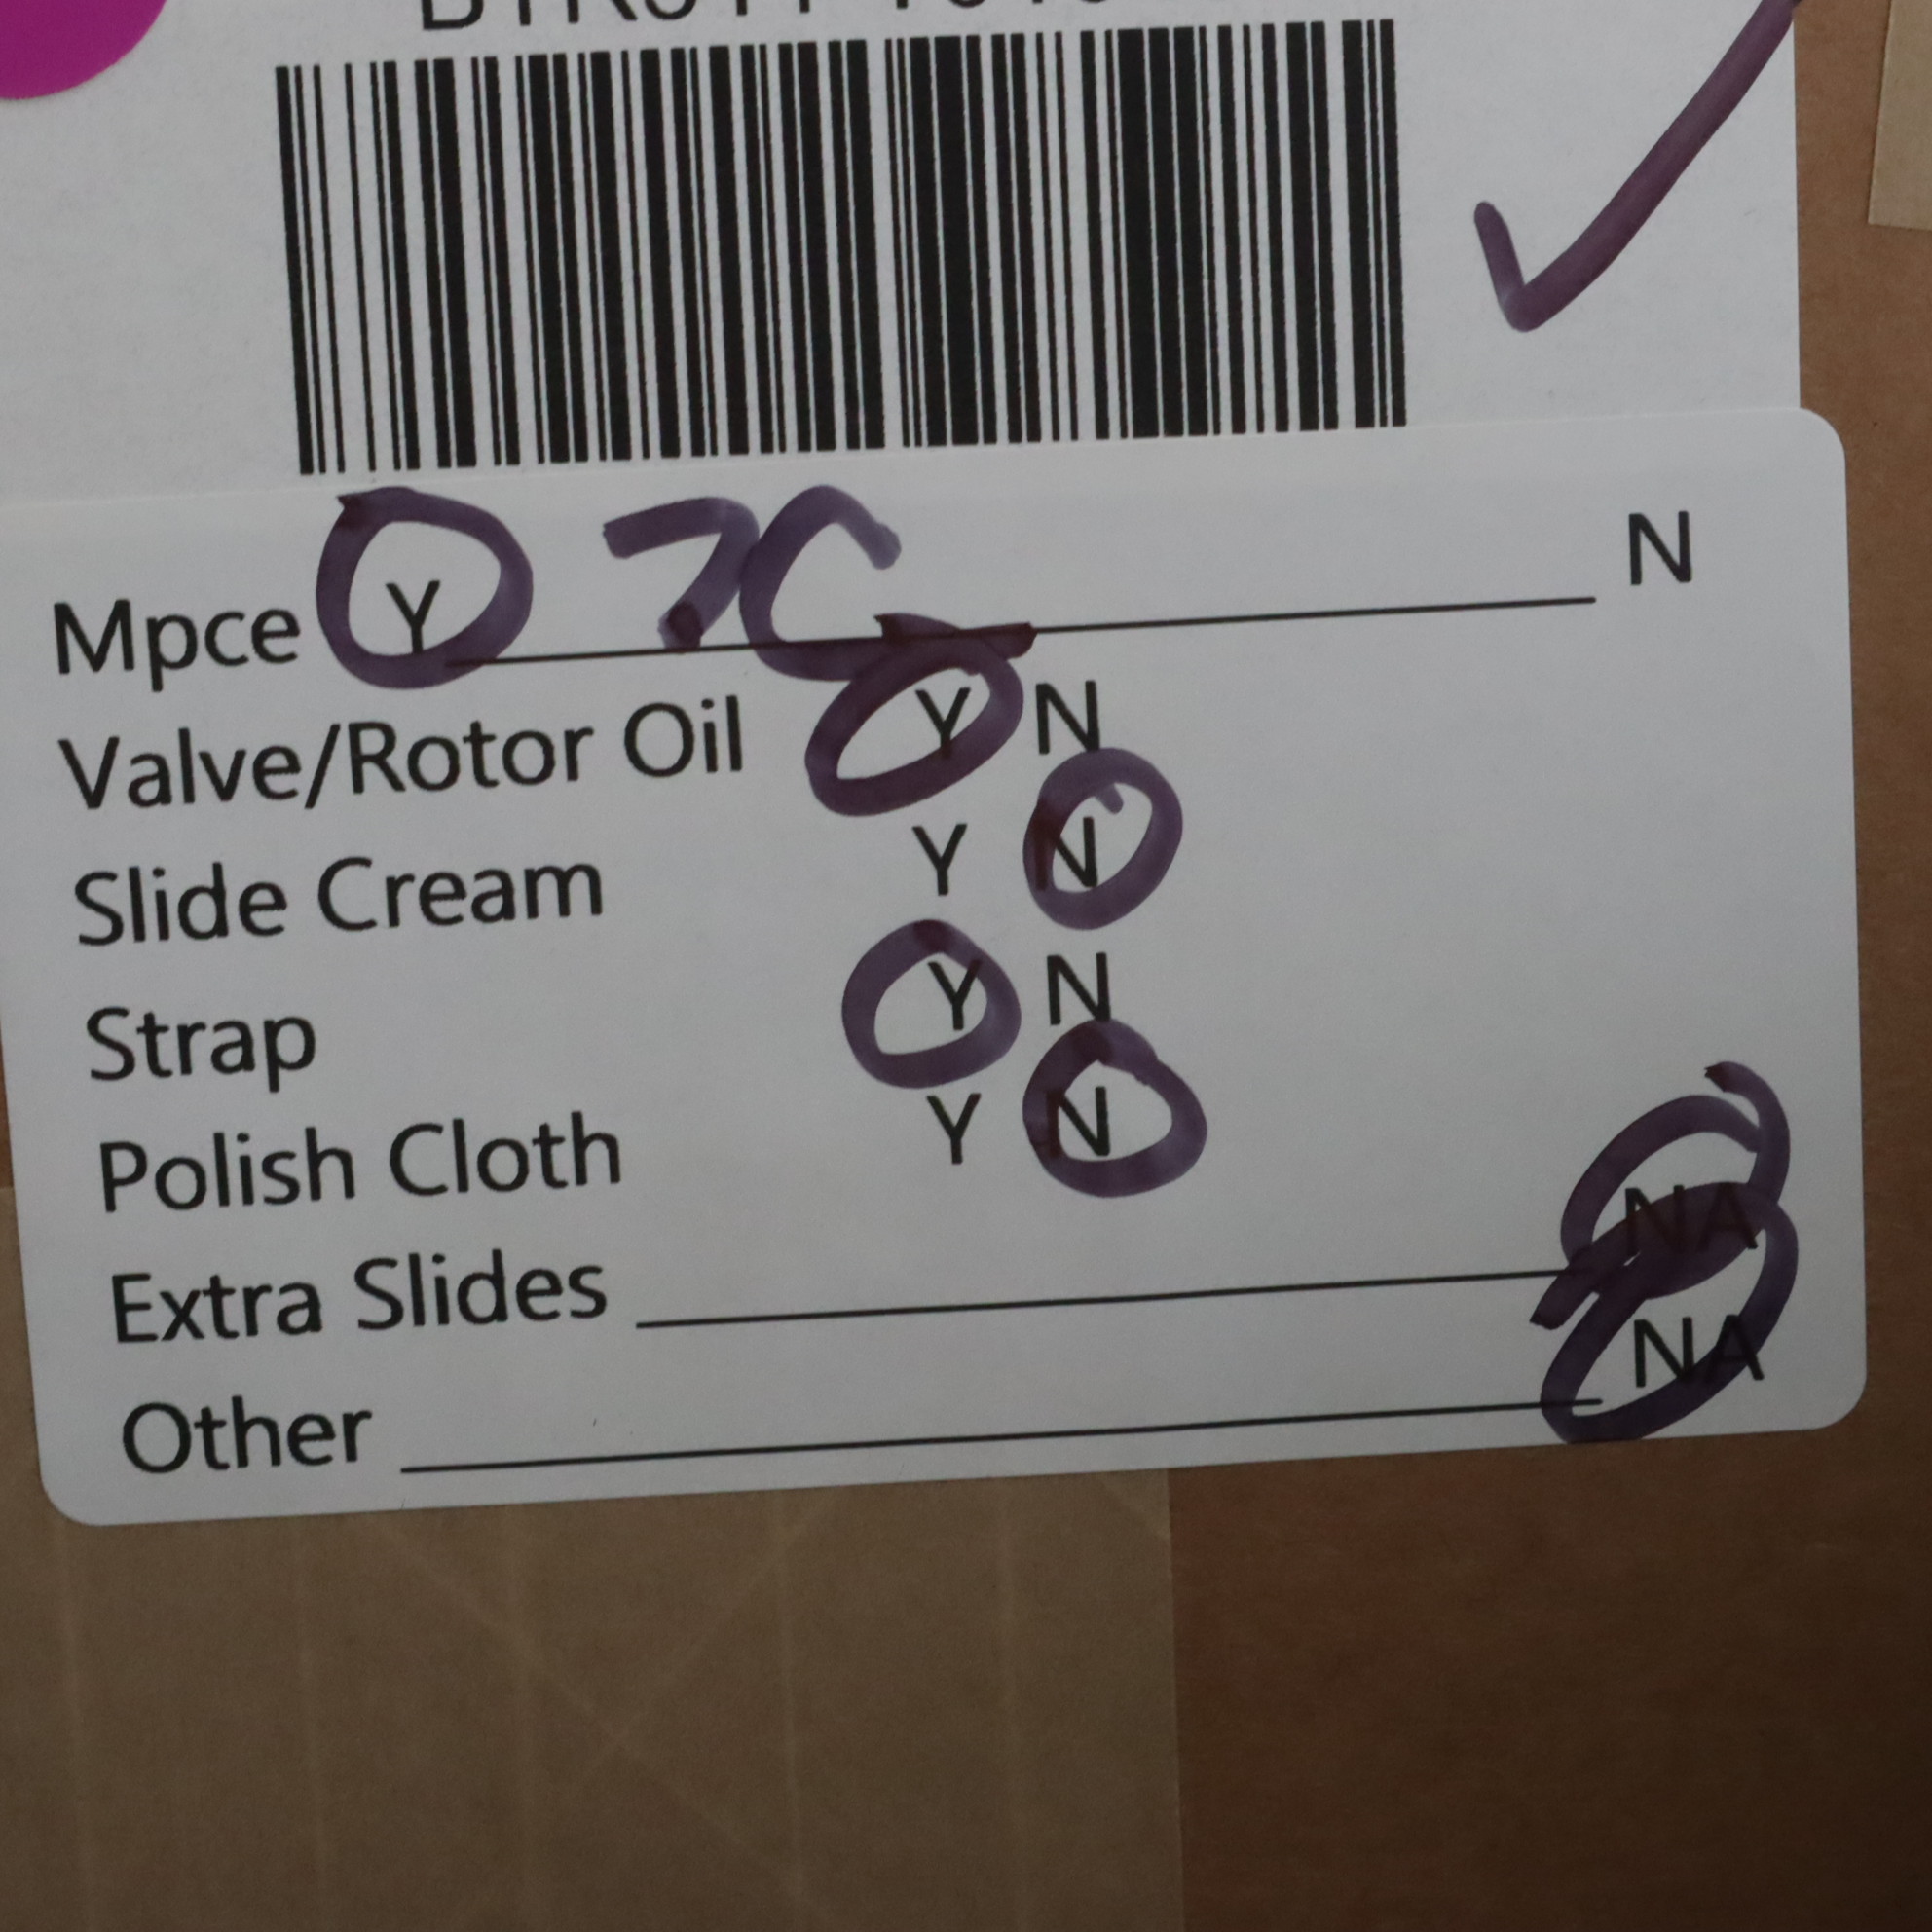 Mpce Y 7C N
Valve/Rotor Oil Y N
Slide Cream Y N
Strap Y N
Polish Cloth Y N
Extra Slides NA
Other NA